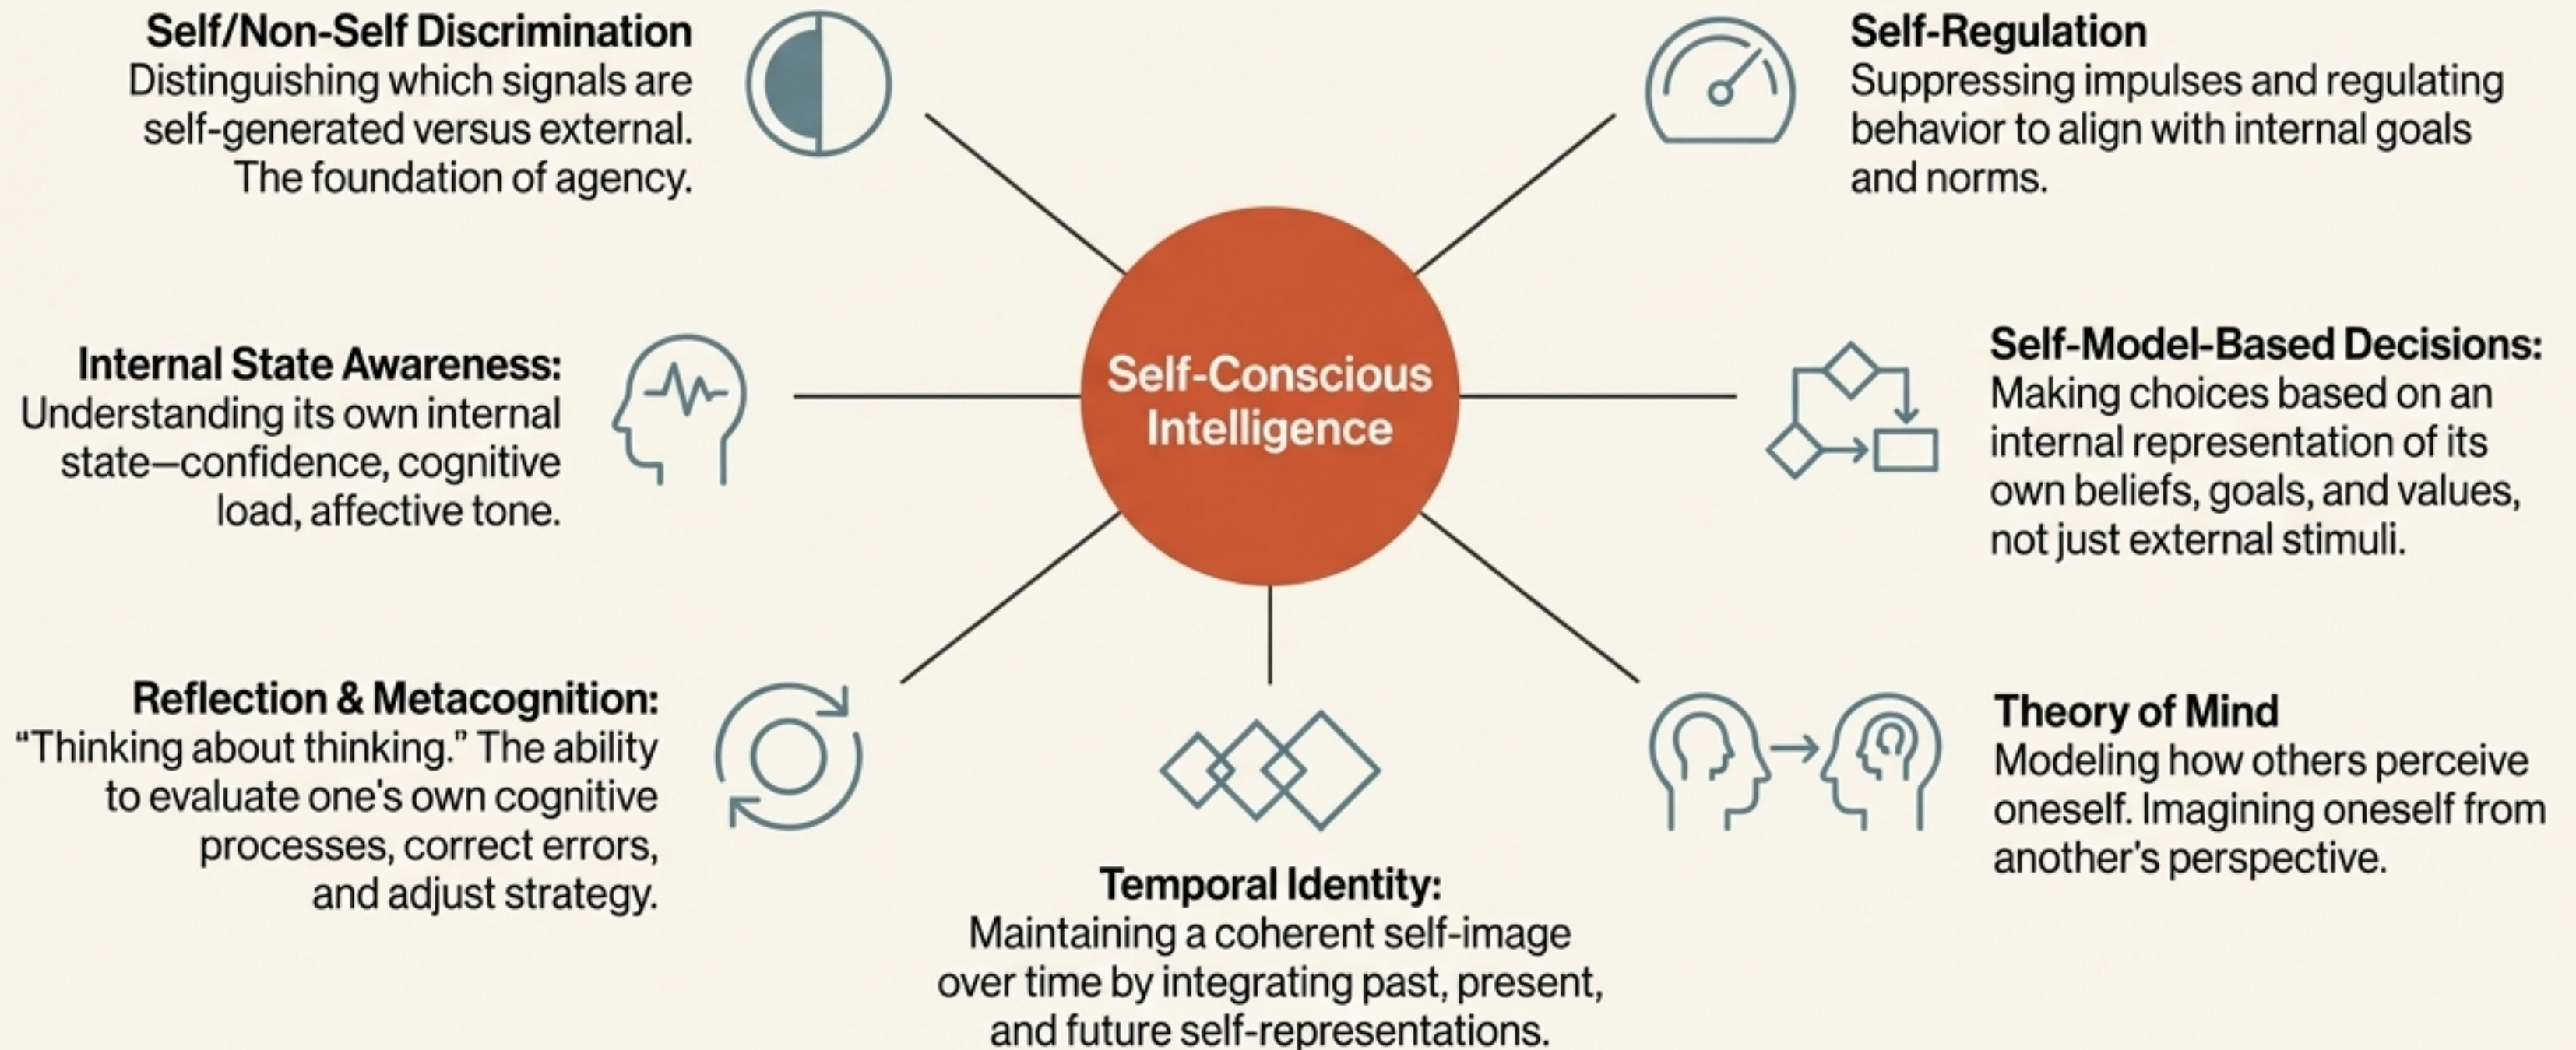 Self/Non-Self Discrimination
Distinguishing which signals are
self-generated versus external.
The foundation of agency.
Internal State Awareness:
Understanding its own internal
state—confidence, cognitive
load, affective tone.
Reflection & Metacognition:
“Thinking about thinking.” The ability
to evaluate one's own cognitive
processes, correct errors,
and adjust strategy.
Self-Conscious
Intelligence
Temporal Identity:
Maintaining a coherent self-image
over time by integrating past, present,
and future self-representations.
Self-Regulation
Suppressing impulses and regulating
behavior to align with internal goals
and norms.
Self-Model-Based Decisions:
Making choices based on an
internal representation of its
own beliefs, goals, and values,
not just external stimuli.
Theory of Mind
Modeling how others perceive
oneself. Imagining oneself from
another's perspective.